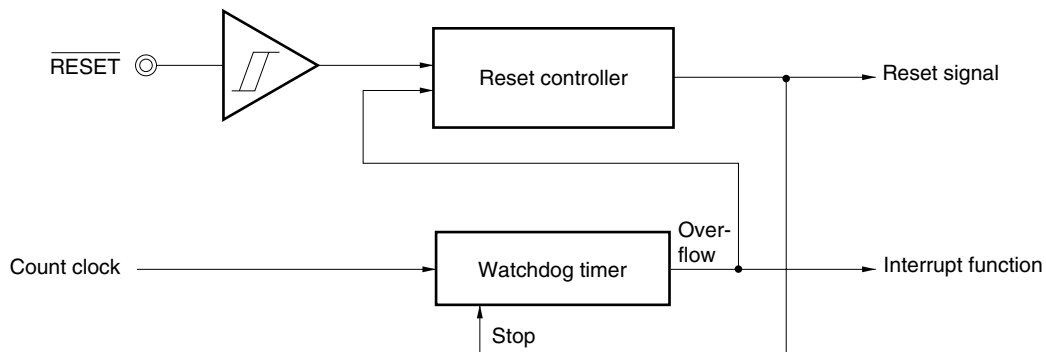 RESET
Reset controller
Reset signal
Over-
flow
Count clock
Watchdog timer
Interrupt function
Stop